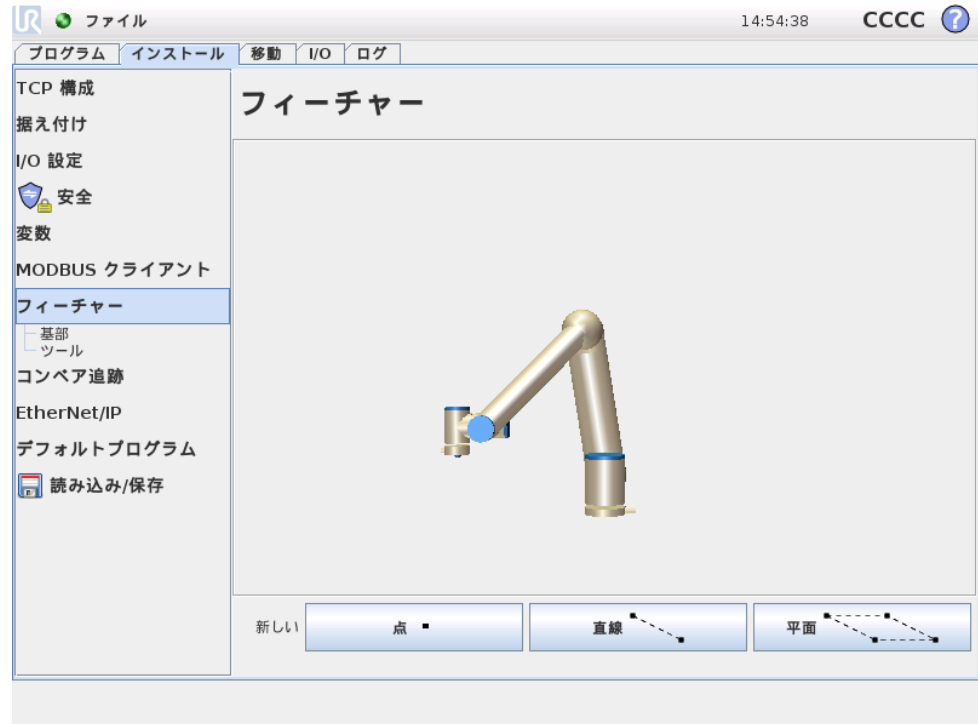 UR ファイル 14:54:38 CCCC ?
プログラム インストール 移動 I/O ログ
TCP 構成
フィーチャー
据え付け
I/O 設定
安全
変数
MODBUS クライアント
フィーチャー
基部
ツール
コンベア追跡
EtherNet/IP
デフォルトプログラム
読み込み/保存
新しい 点 直線 平面